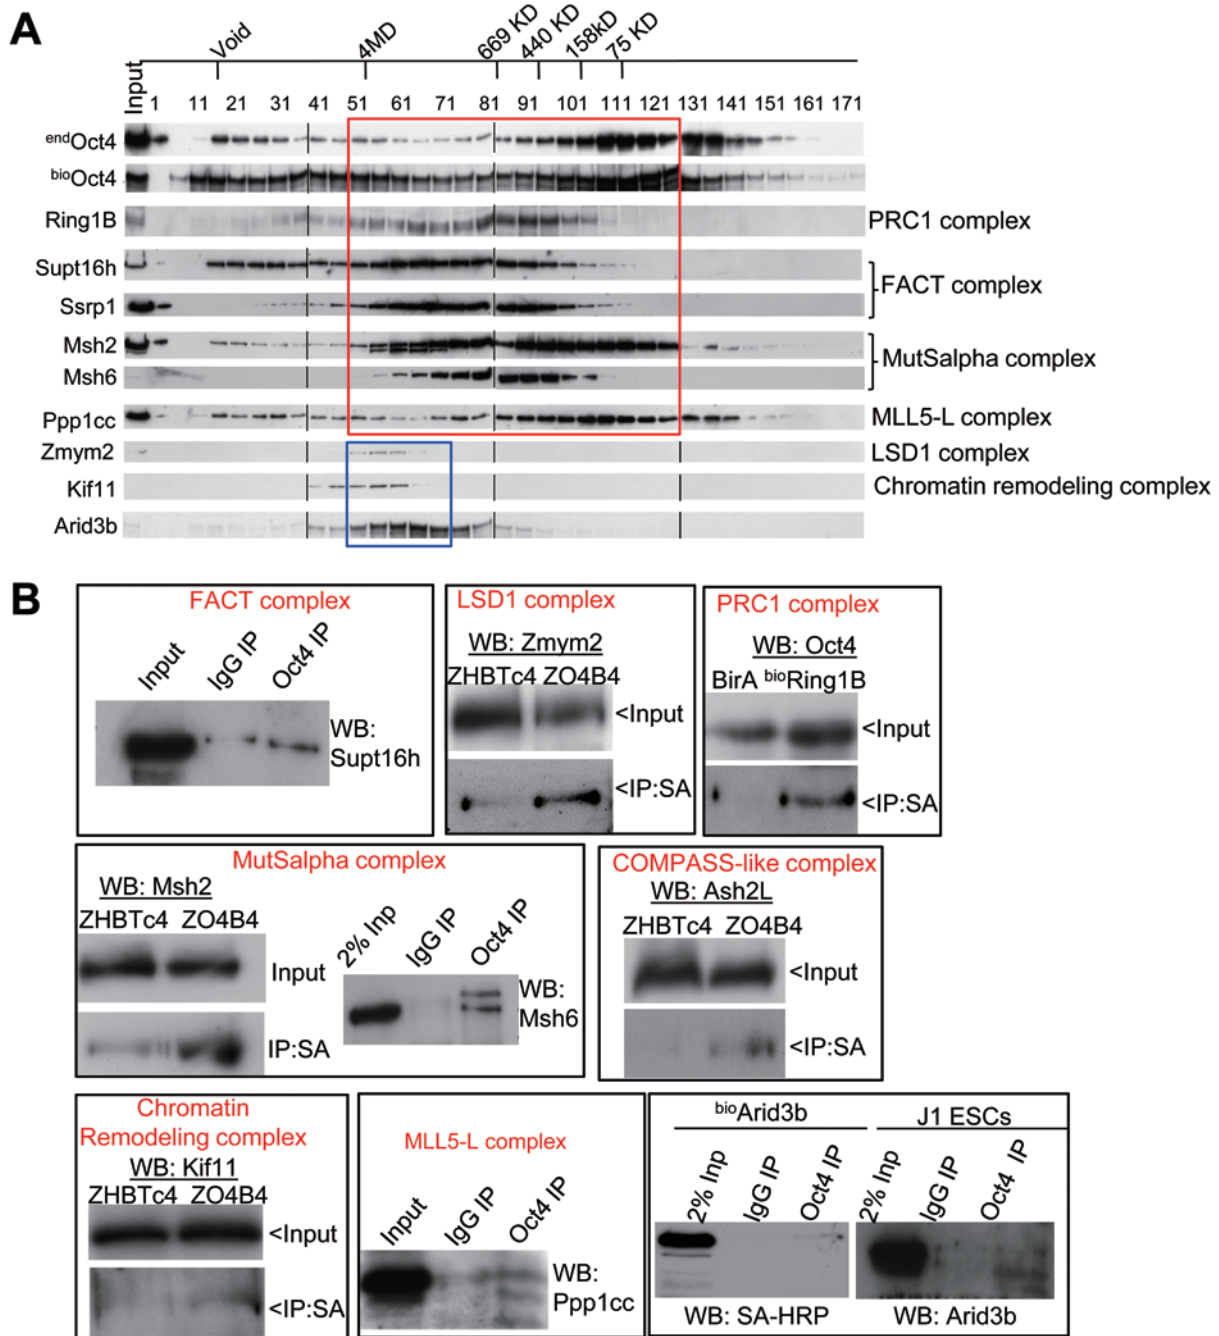 A
Void 4MD 669 KD 440 KD 158kD 75 KD
Input 1 11 21 31 41 51 61 71 81 91 101 111 121 131 141 151 161 171
endOct4
bioOct4
Ring1B PRC1 complex
Supt16h
FACT complex
Ssrp1
Msh2
MutSalpha complex
Msh6
Ppp1cc MLL5-L complex
Zmym2 LSD1 complex
Kif11 Chromatin remodeling complex
Arid3b
B
FACT complex
Input IgG IP Oct4 IP
WB:
Supt16h
LSD1 complex
WB: Zmym2
ZHBTc4 ZO4B4
<Input
<IP:SA
PRC1 complex
WB: Oct4
BirA bioRing1B
<Input
<IP:SA
MutSalpha complex
WB: Msh2
ZHBTc4 ZO4B4
Input
IP:SA
2% Inp IgG IP Oct4 IP
WB:
Msh6
COMPASS-like complex
WB: Ash2L
ZHBTc4 ZO4B4
<Input
<IP:SA
Chromatin
Remodeling complex
WB: Kif11
ZHBTc4 ZO4B4
<Input
<IP:SA
MLL5-L complex
Input IgG IP Oct4 IP
WB:
Ppp1cc
bioArid3b J1 ESCs
2% Inp IgG IP Oct4 IP 2% Inp IgG IP Oct4 IP
WB: SA-HRP WB: Arid3b